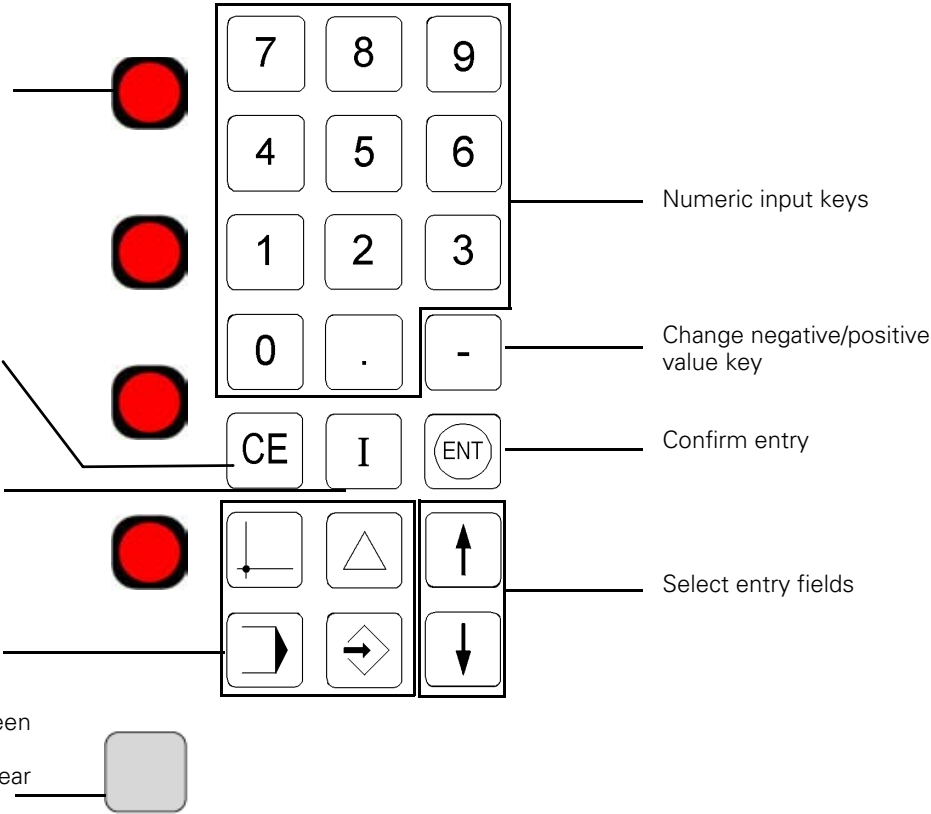 7 8 9
4 5 6
1 2 3
0 . -
CE I ENT
Numeric input keys
Change negative/positive
value key
Confirm entry
Select entry fields
een
ear